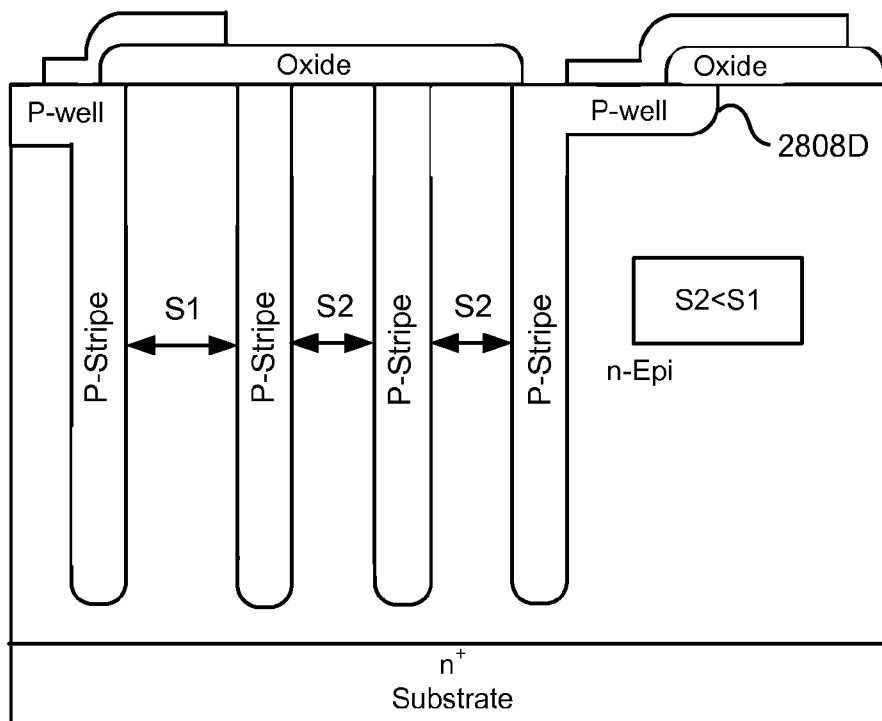 Oxide
Oxide
P-well
P-well
2808D
S1
S2
S2
S2<S1
P-Stripe
P-Stripe
P-Stripe
P-Stripe
n-Epi
n+
Substrate